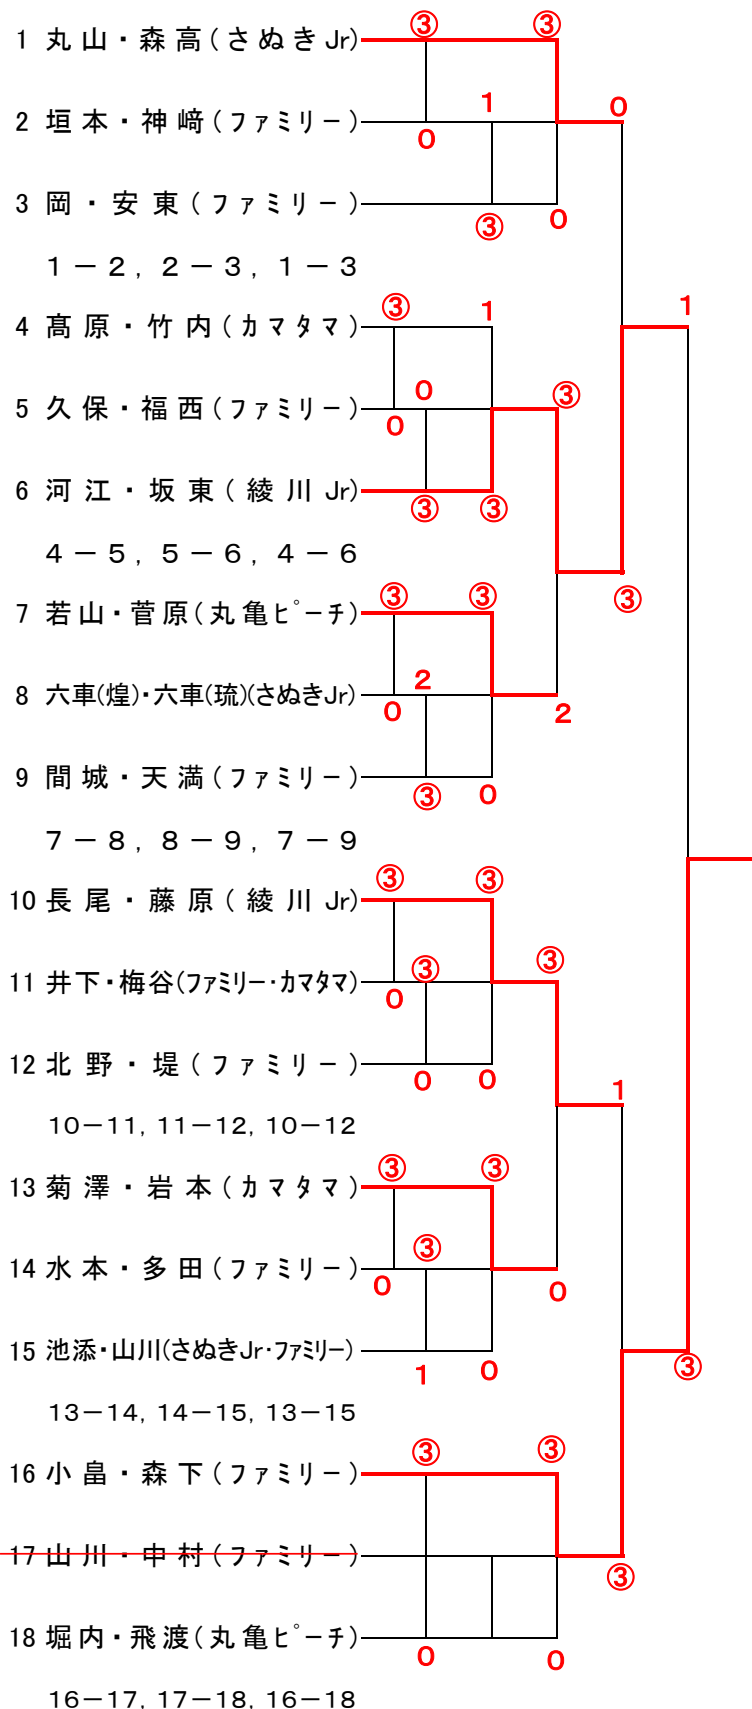 ③ ③
1 丸山・森高(さぬきJr)
1 0
2 垣本・神﨑(ファミリー)
0
3 岡・安東(ファミリー)
③ 0
1－2, 2－3, 1－3
③ 1 1
4 髙原・竹内(カマタマ)
0 ③
5 久保・福西(ファミリー)
0
6 河江・坂東(綾川Jr)
③ ③
4－5, 5－6, 4－6
③ ③ ③
7 若山・菅原(丸亀ピーチ)
2
8 六車(煌)・六車(琉)(さぬきJr)
0 2
9 間城・天満(ファミリー)
③ 0
7－8, 8－9, 7－9
③ ③
10 長尾・藤原(綾川Jr)
③ ③
11 井下・梅谷(ファミリー・カマタマ)
0
12 北野・堤(ファミリー)
0 0 1
10－11, 11－12, 10－12
③ ③
13 菊澤・岩本(カマタマ)
③
14 水本・多田(ファミリー)
0 0
15 池添・山川(さぬきJr・ファミリー)
1 0 ③
13－14, 14－15, 13－15
③ ③
16 小畠・森下(ファミリー)
17 山川・中村(ファミリー)
③
18 堀内・飛渡(丸亀ピーチ)
0 0
16－17, 17－18, 16－18